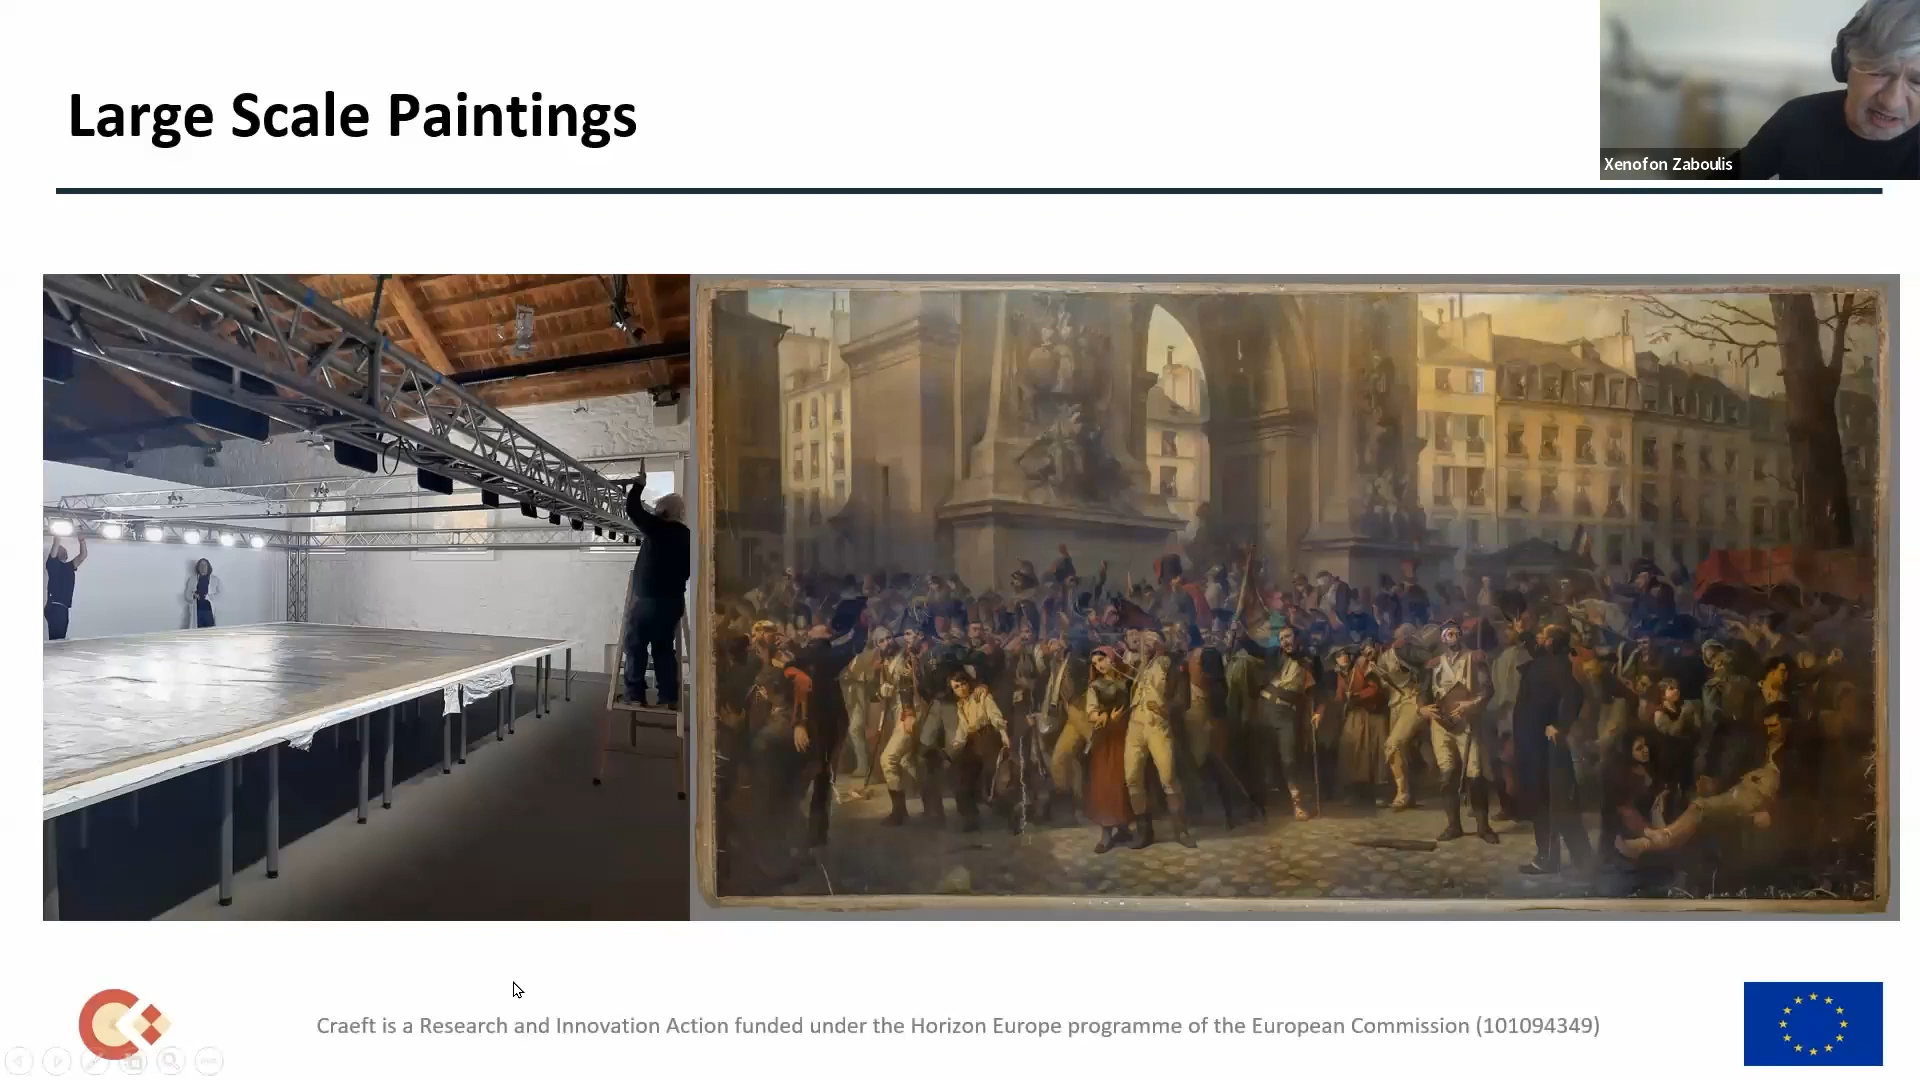 Large Scale Paintings
Xenofon Zaboulis
Craeft is a Research and Innovation Action funded under the Horizon Europe programme of the European Commission (101094349)